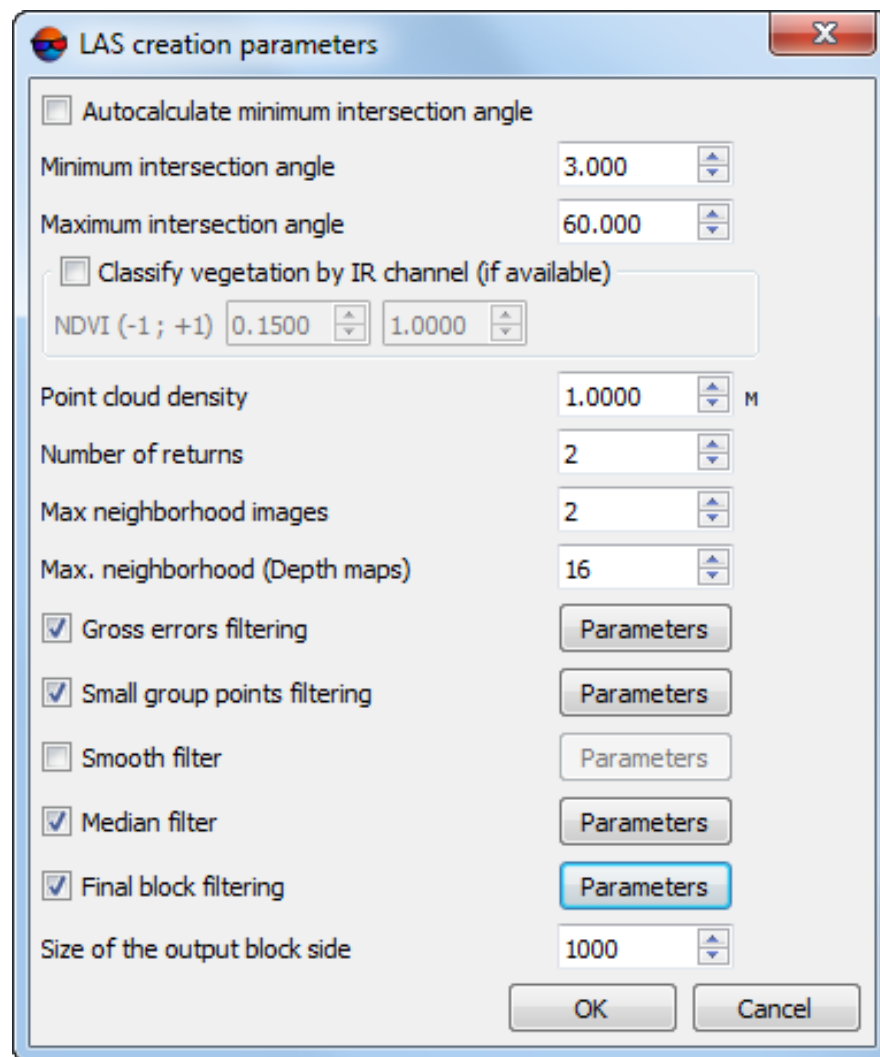 LAS creation parameters
Autocalculate minimum intersection angle
Minimum intersection angle 3.000
Maximum intersection angle 60.000
Classify vegetation by IR channel (if available)
NDVI (-1 ; +1) 0.1500 1.0000
Point cloud density 1.0000 м
Number of returns 2
Max neighborhood images 2
Max. neighborhood (Depth maps) 16
Gross errors filtering Parameters
Small group points filtering Parameters
Smooth filter Parameters
Median filter Parameters
Final block filtering Parameters
Size of the output block side 1000
OK Cancel